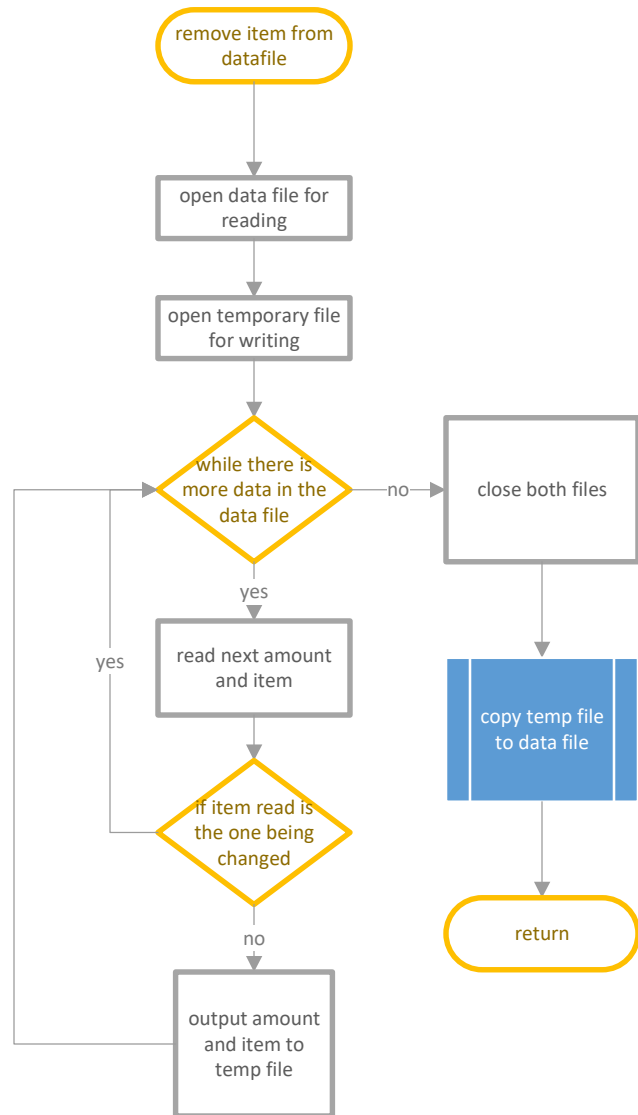 remove item from
datafile
open data file for
reading
open temporary file
for writing
while there is
more data in the
data file
no
close both files
yes
read next amount
and item
yes
copy temp file
to data file
if item read is
the one being
changed
no
return
output amount
and item to
temp file